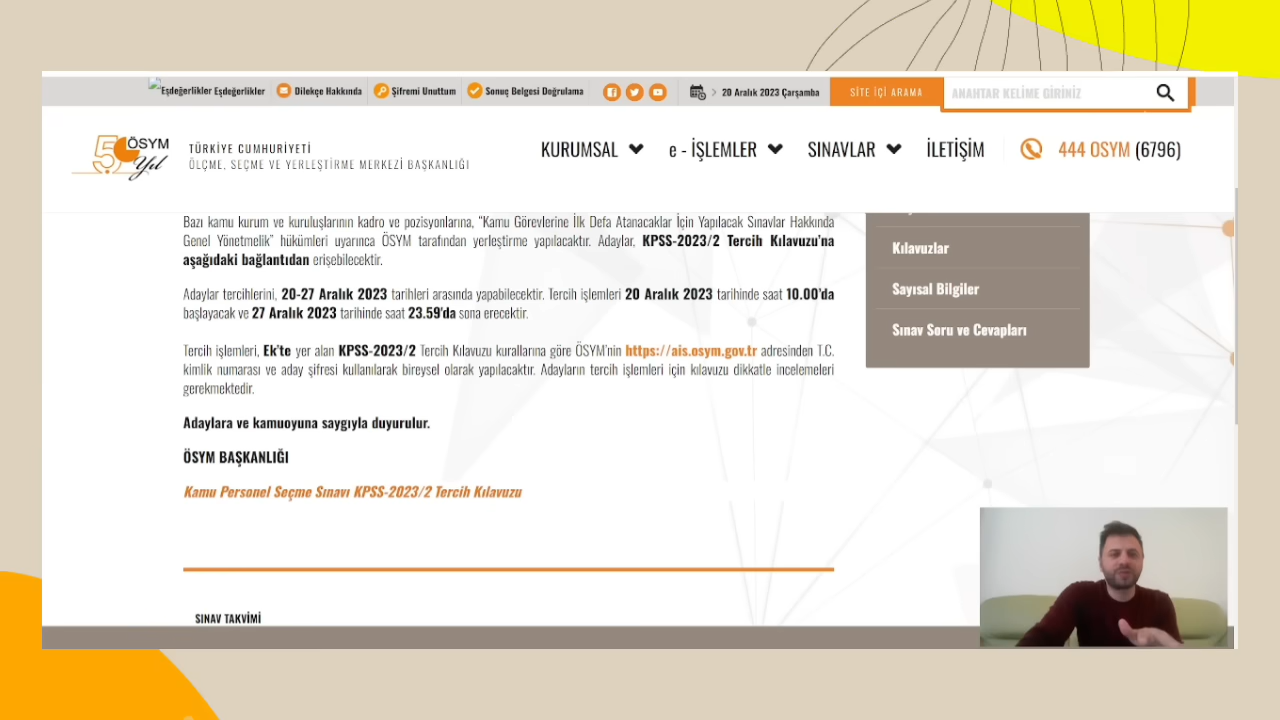 Eşdeğerlikler Eşdeğerlikler Dilekçe Hakkında Şifremi Unuttum Sonuç Belgesi Doğrulama > 20 Aralık 2023 Çarşamba SİTE İÇİ ARAMA ANAHTAR KELİME GİRİNİZ
ÖSYM
Yıl
TÜRKİYE CUMHURİYETİ
ÖLÇME, SEÇME VE YERLEŞTİRME MERKEZİ BAŞKANLIĞI
KURUMSAL e - İŞLEMLER SINAVLAR İLETİŞİM 444 OSYM (6796)
Bazı kamu kurum ve kuruluşlarının kadro ve pozisyonlarına, “Kamu Görevlerine İlk Defa Atanacaklar İçin Yapılacak Sınavlar Hakkında
Genel Yönetmelik” hükümleri uyarınca ÖSYM tarafından yerleştirme yapılacaktır. Adaylar, KPSS-2023/2 Tercih Kılavuzu’na
aşağıdaki bağlantıdan erişebilecektir.
Adaylar tercihlerini, 20-27 Aralık 2023 tarihleri arasında yapabilecektir. Tercih işlemleri 20 Aralık 2023 tarihinde saat 10.00’da
başlayacak ve 27 Aralık 2023 tarihinde saat 23.59'da sona erecektir.
Tercih işlemleri, Ek’te yer alan KPSS-2023/2 Tercih Kılavuzu kurallarına göre ÖSYM’nin https://ais.osym.gov.tr adresinden T.C.
kimlik numarası ve aday şifresi kullanılarak bireysel olarak yapılacaktır. Adayların tercih işlemleri için kılavuzu dikkatle incelemeleri
gerekmektedir.
Adaylara ve kamuoyuna saygıyla duyurulur.
ÖSYM BAŞKANLIĞI
Kamu Personel Seçme Sınavı KPSS-2023/2 Tercih Kılavuzu
SINAV TAKVİMİ
Kılavuzlar
Sayısal Bilgiler
Sınav Soru ve Cevapları